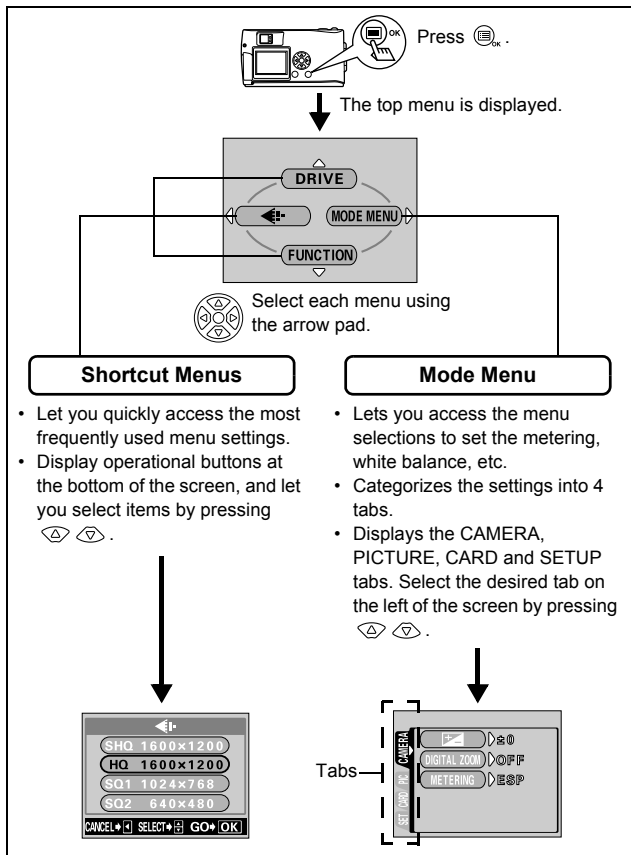 OK
Press OK .
The top menu is displayed.
DRIVE
MODE MENU
FUNCTION
Select each menu using
the arrow pad.
Shortcut Menus
• Let you quickly access the most
frequently used menu settings.
• Display operational buttons at
the bottom of the screen, and let
you select items by pressing
.
Mode Menu
• Lets you access the menu
selections to set the metering,
white balance, etc.
• Categorizes the settings into 4
tabs.
• Displays the CAMERA,
PICTURE, CARD and SETUP
tabs. Select the desired tab on
the left of the screen by pressing
.
SHQ 1600×1200
HQ 1600×1200
SQ1 1024×768
SQ2 640×480
CANCEL SELECT GO OK
Tabs
CAMERA
PIC
CARD
SET
±0
DIGITAL ZOOM OFF
METERING ESP